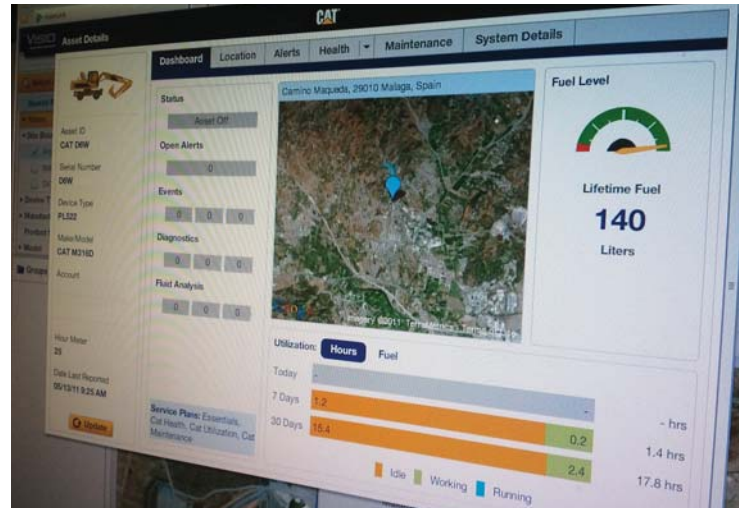 CAT
Asset Details
Dashboard
Location
Alerts
Health
Maintenance
System Details
Asset ID
CAT D6W
Serial Number
D6W
Device Type
PL522
Make/Model
CAT M316D
Account
Hour Meter
25
Date Last Reported
05/13/11 9:25 AM
Update
Status
Asset Off
Open Alerts
0
Events
0 0 0
Diagnostics
0 0 0
Fluid Analysis
0 0 0
Service Plans: Essentials,
Cat Health, Cat Utilization, Cat
Maintenance
Camino Maqueda, 29010 Malaga, Spain
Imagery ©2011
Fuel Level
Lifetime Fuel
140
Liters
Utilization: Hours Fuel
Today - - - hrs
7 Days 1.2 0.2 1.4 hrs
30 Days 15.4 2.4 17.8 hrs
Idle Working Running
Groups
Model